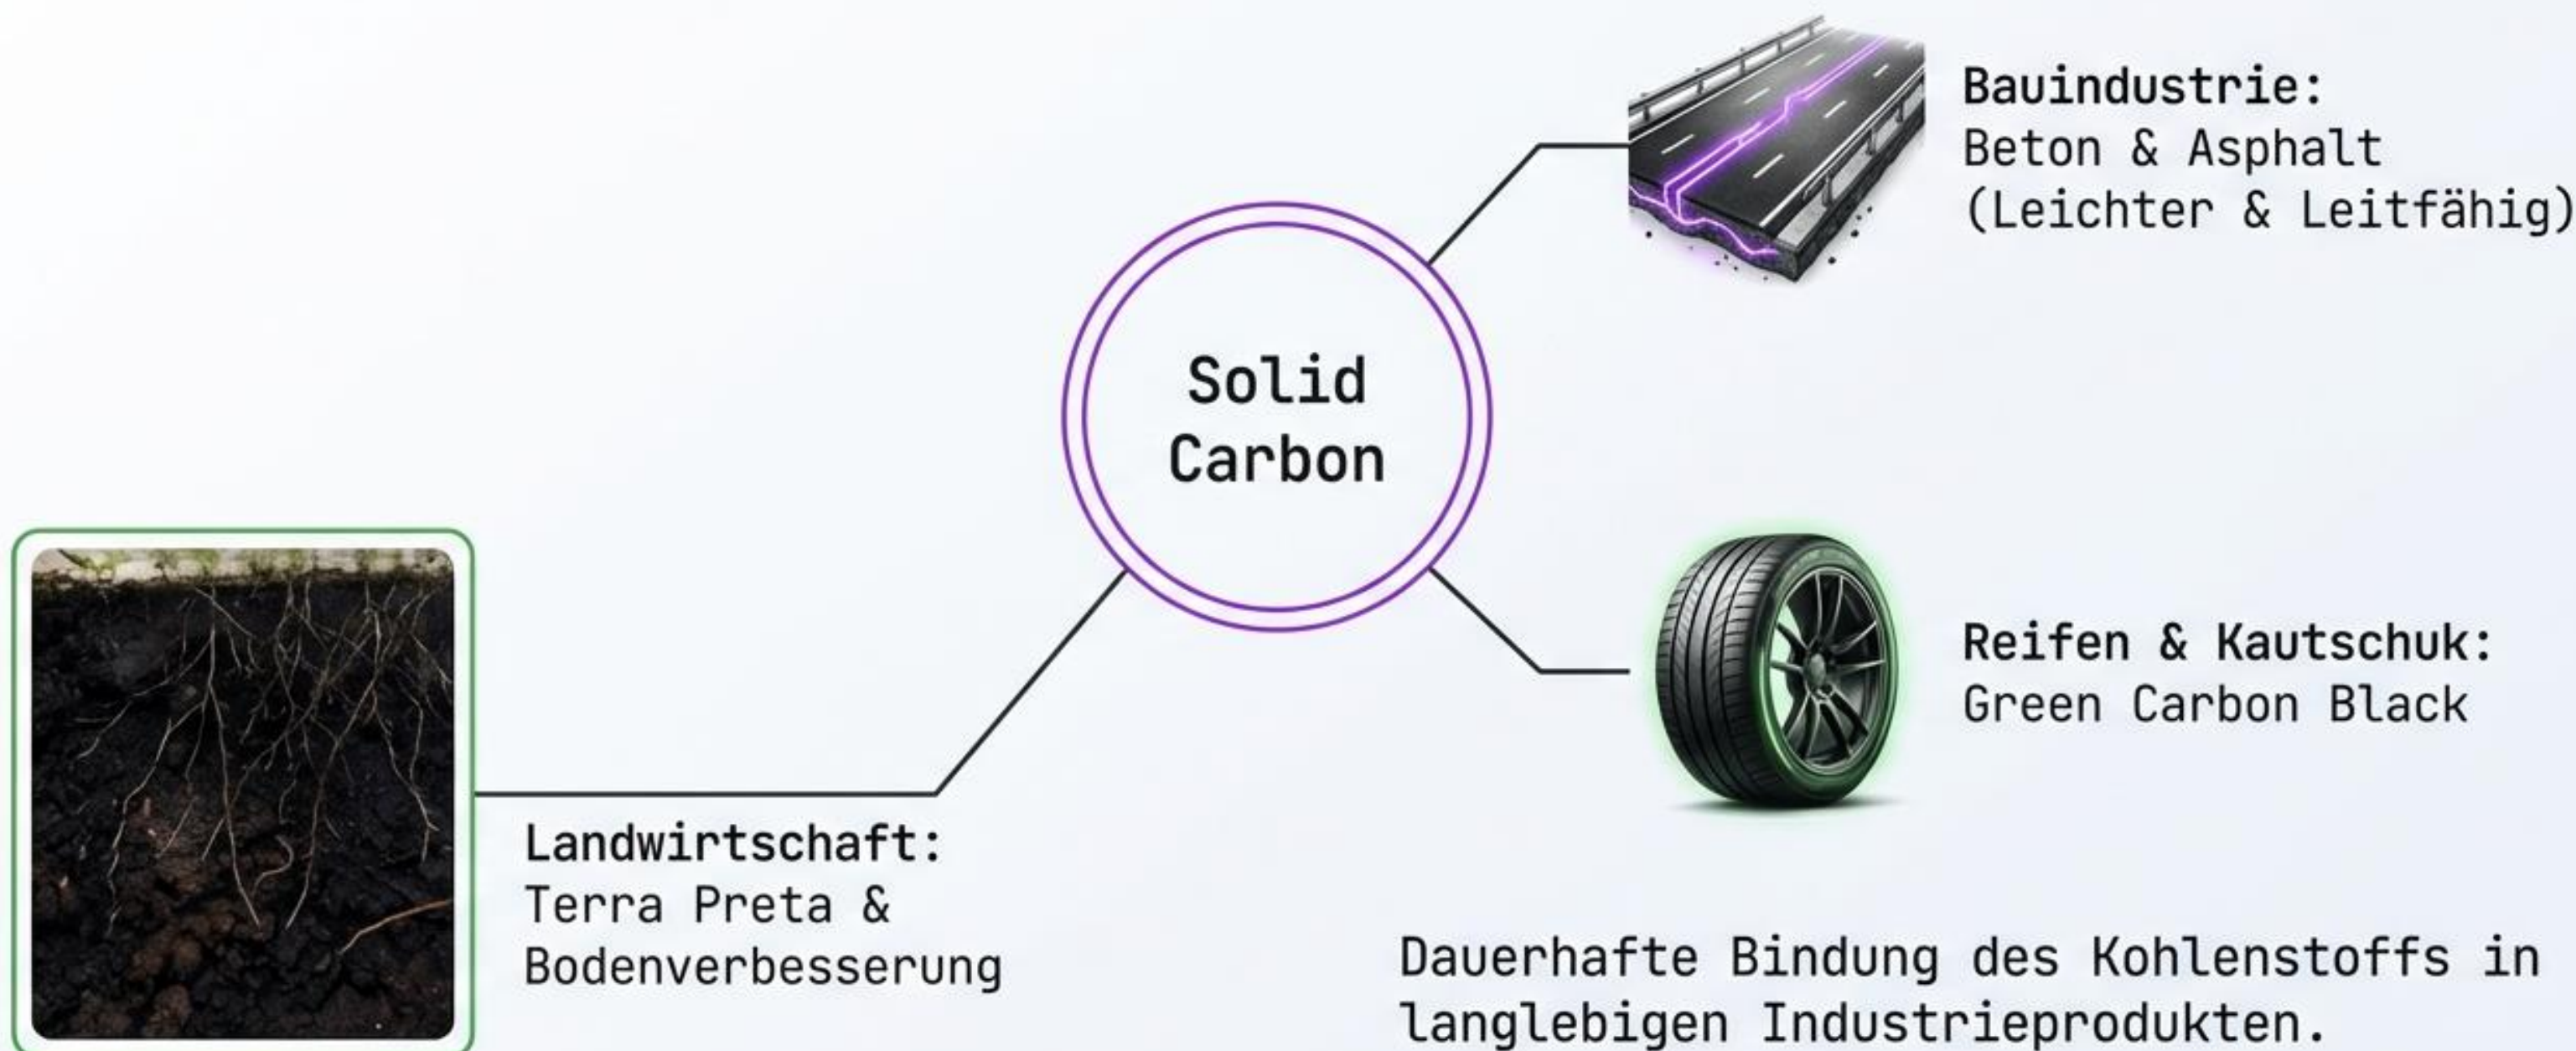 Bauindustrie:
Beton & Asphalt
(Leichter & Leitfähig)
Solid
Carbon
Reifen & Kautschuk:
Green Carbon Black
Landwirtschaft:
Terra Preta &
Bodenverbesserung
Dauerhafte Bindung des Kohlenstoffs in
langlebigen Industrieprodukten.